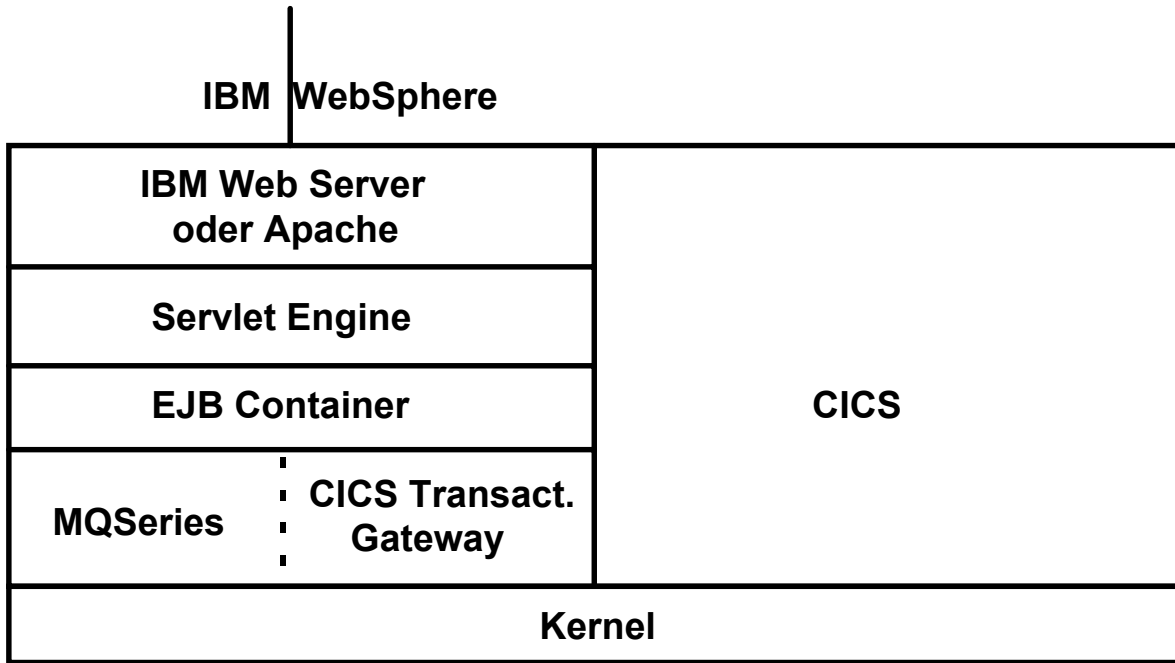 IBM WebSphere
IBM Web Server
oder Apache
Servlet Engine
EJB Container
CICS
MQSeries
CICS Transact.
Gateway
Kernel